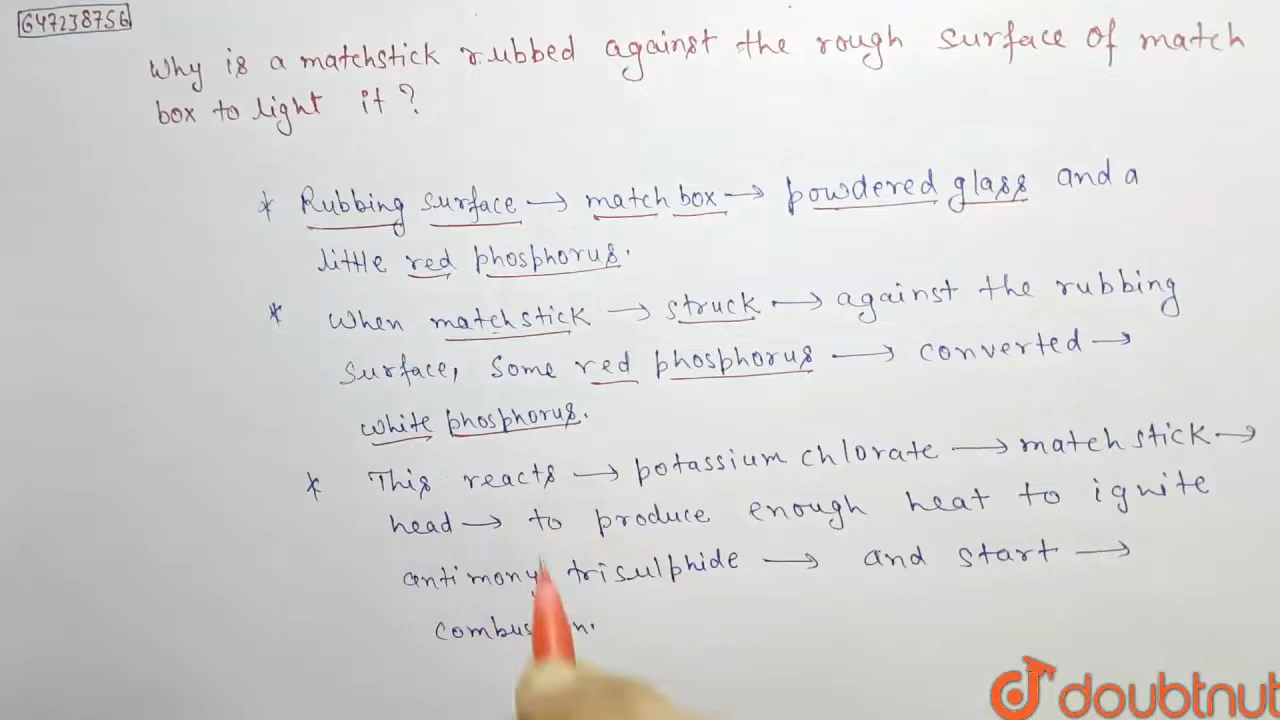 647238756
Why is a matchstick rubbed against the rough surface of match
box to light it?
* Rubbing surface → match box → powdered glass and a
little red phosphorus.
* When matchstick → struck → against the rubbing
surface, some red phosphorus → converted →
white phosphorus.
* This reacts → potassium chlorate → match stick →
head → to produce enough heat to ignite
antimony trisulphide → and start →
doubtnut